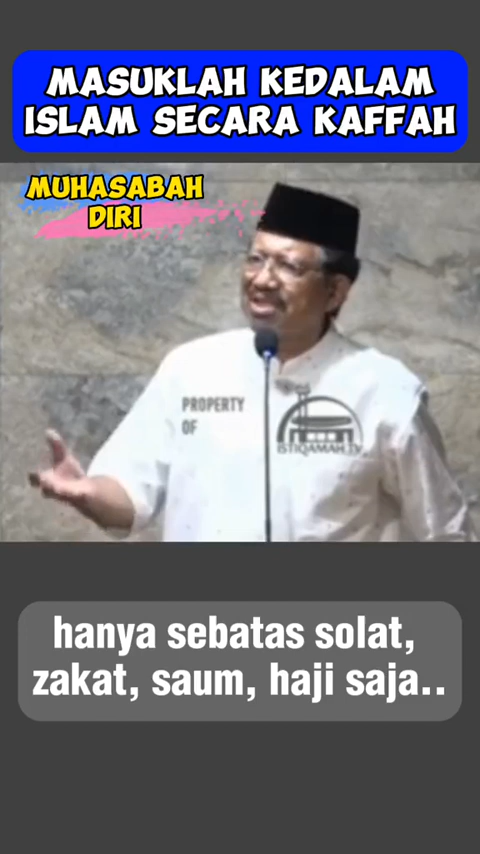 MASUKLAH KEDALAM
ISLAM SECARA KAFFAH
MUHASABAH
DIRI
PROPERTY
OF
ISTIQAMAH TV
hanya sebatas solat,
zakat, saum, haji saja..